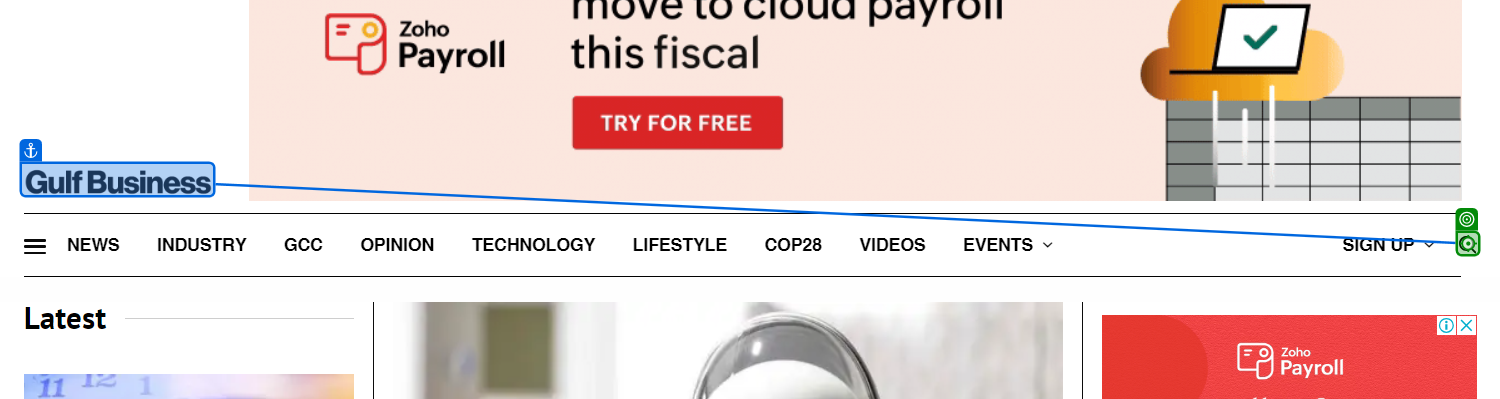 move to cloud payroll
this fiscal
Zoho
Payroll
TRY FOR FREE
Gulf Business
NEWS INDUSTRY GCC OPINION TECHNOLOGY LIFESTYLE COP28 VIDEOS EVENTS SIGN UP
Latest
11 12 1
Zoho
Payroll